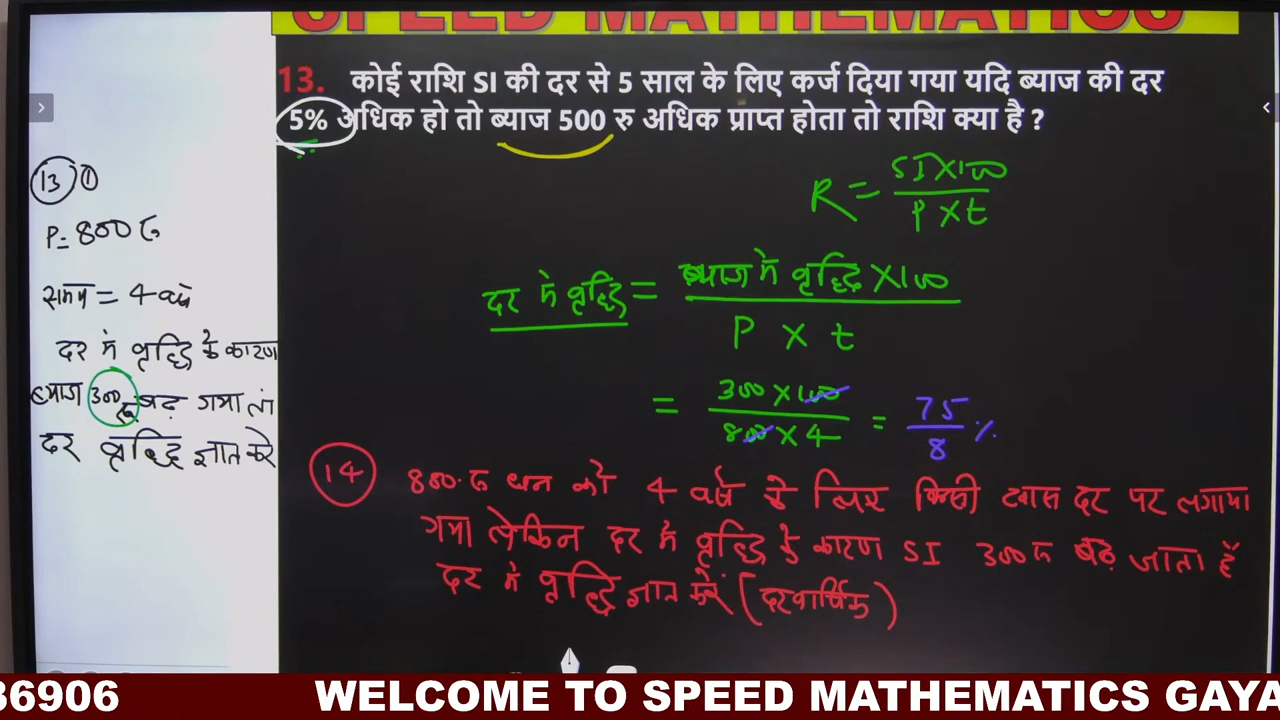 SPEED MATHEMATICS
13. कोई राशि SI की दर से 5 साल के लिए कर्ज दिया गया यदि ब्याज की दर
5% अधिक हो तो ब्याज 500 रु अधिक प्राप्त होता तो राशि क्या है ?
13 ①
P = 800 रु
समय = 4 वर्ष
दर में वृद्धि के कारण
ब्याज 300 रु बढ़ गया तो
दर वृद्धि ज्ञात करे
R = SI×100
P×t
दर में वृद्धि = ब्याज में वृद्धि ×100
P × t
= 300×100 = 75 %
800×4 8
14 800 रु धन को 4 वर्ष के लिए किसी खास दर पर लगाया
गया लेकिन दर में वृद्धि के कारण SI 300 रु बढ़ जाता है
दर में वृद्धि ज्ञात करें (दरवार्षिक)
36906 WELCOME TO SPEED MATHEMATICS GAYA